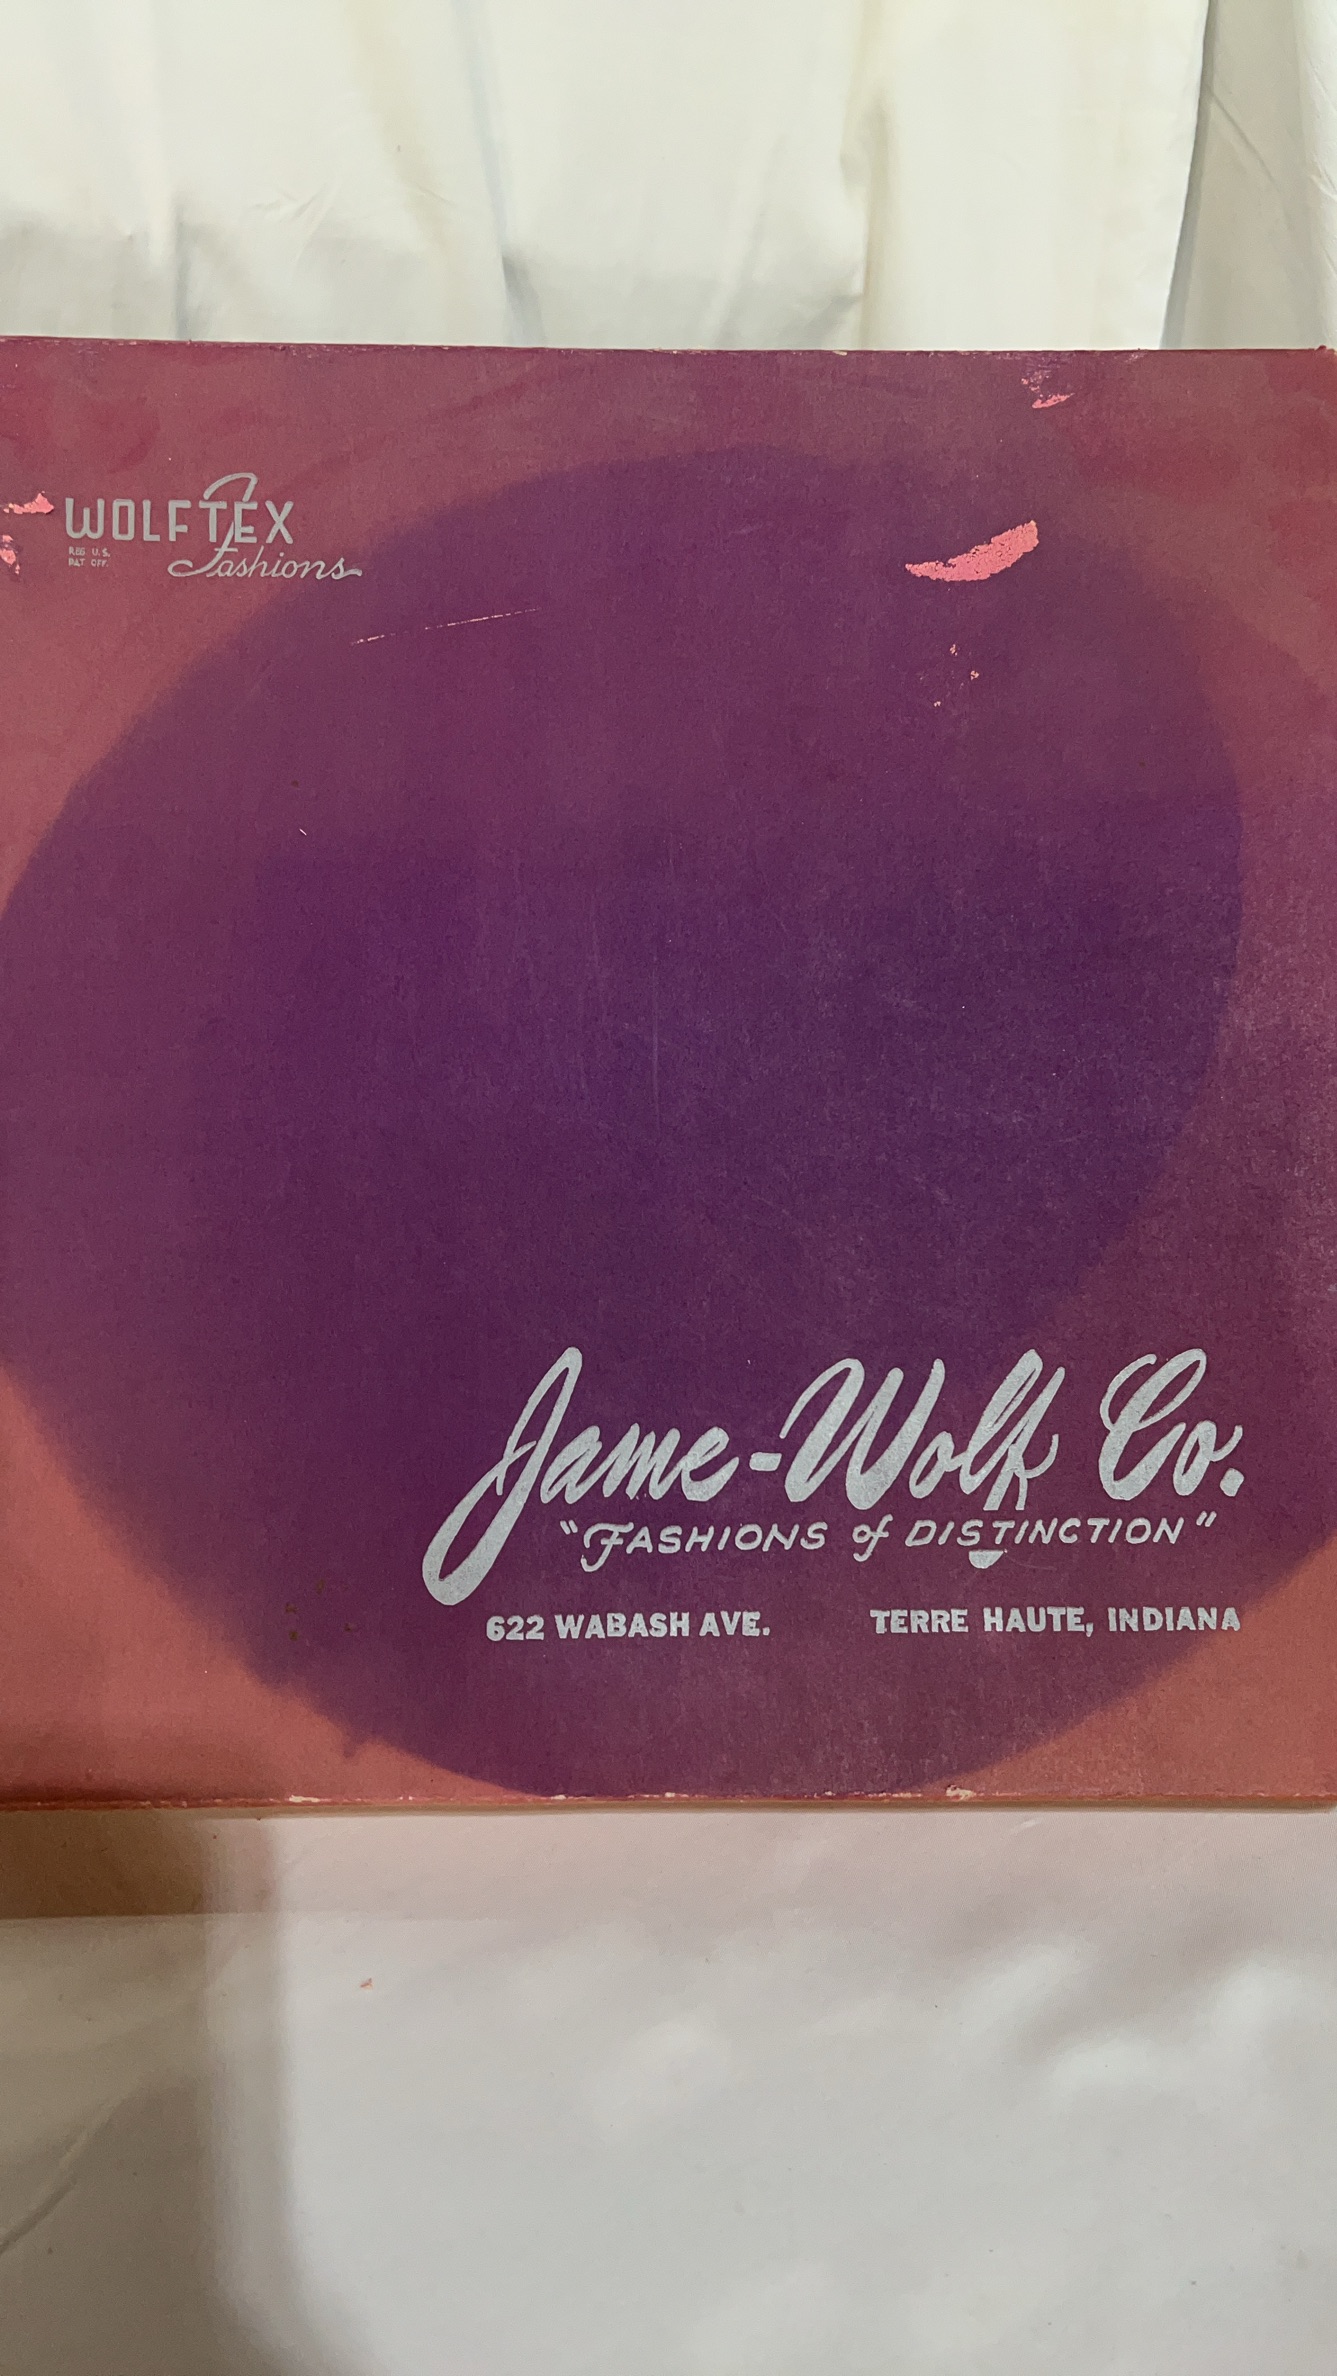 WOLFTEX
REG U.S.
PAT OFF.
Fashions
Jame-Wolf Co.
"FASHIONS of DISTINCTION"
622 WABASH AVE. TERRE HAUTE, INDIANA